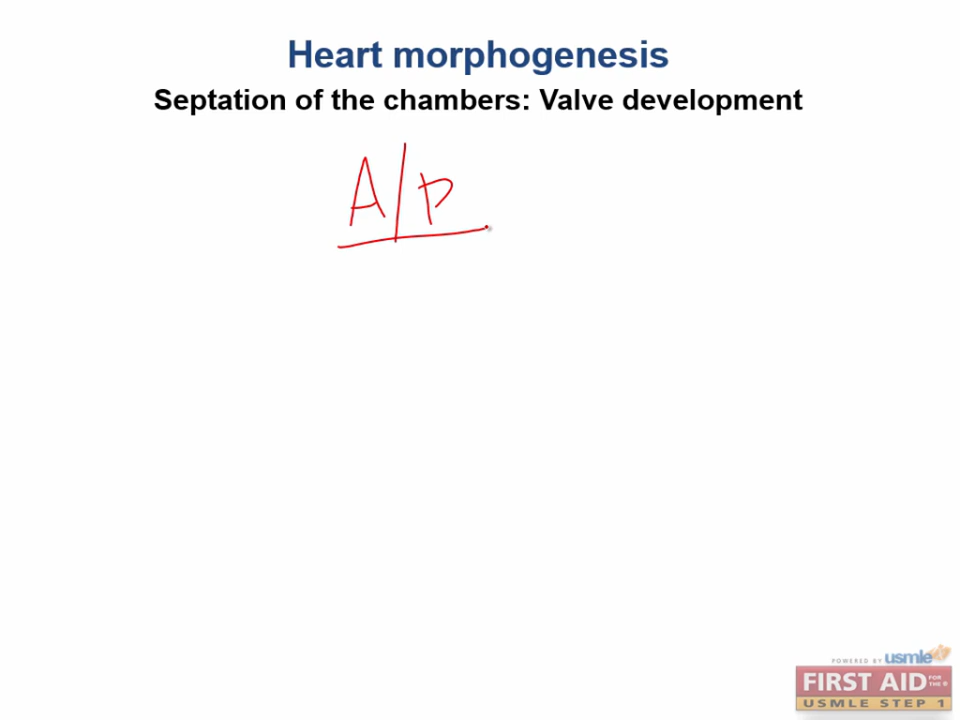 Heart morphogenesis
Septation of the chambers: Valve development
A/P
POWERED BY usmle
FIRST AID FOR THE ®
USMLE STEP 1